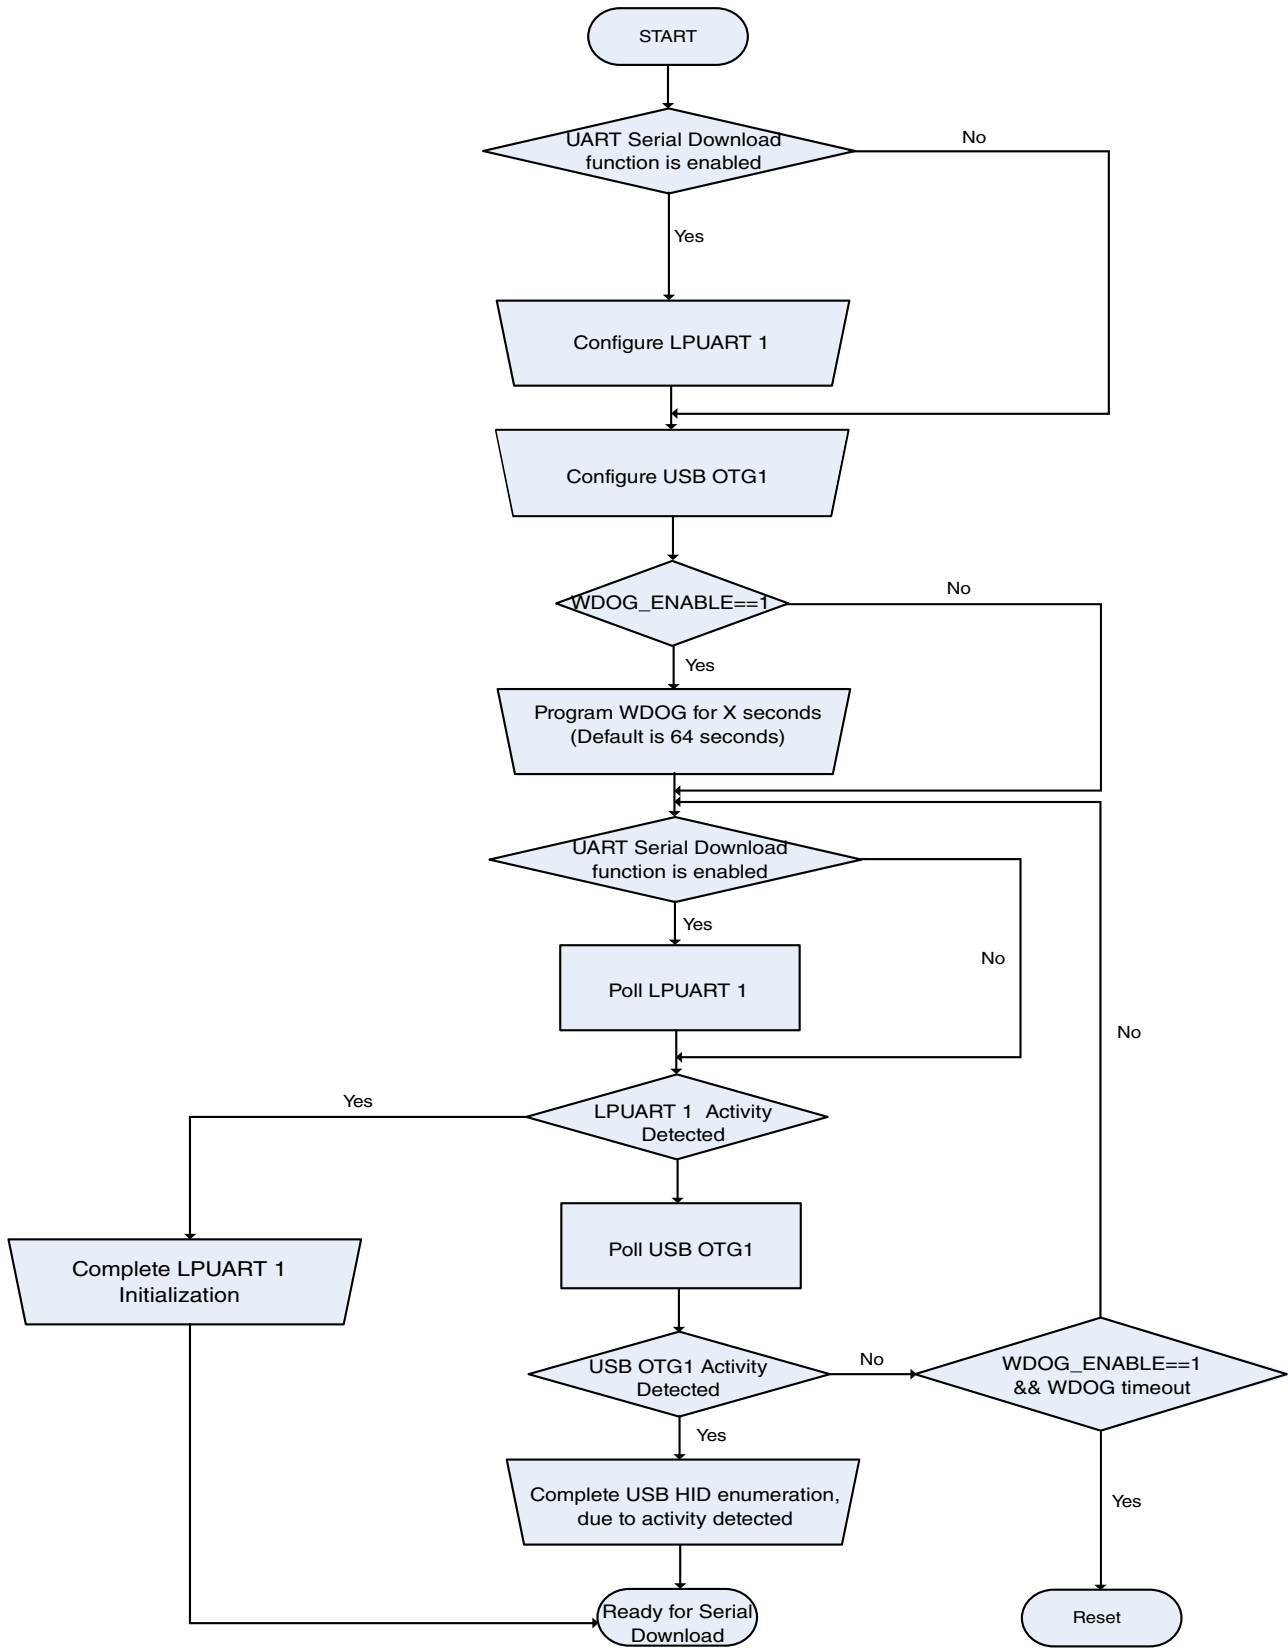 START
UART Serial Download
function is enabled
No
Yes
Configure LPUART 1
Configure USB OTG1
WDOG_ENABLE==1
No
Yes
Program WDOG for X seconds
(Default is 64 seconds)
UART Serial Download
function is enabled
Yes
No
Poll LPUART 1
No
Yes
LPUART 1 Activity
Detected
Poll USB OTG1
Complete LPUART 1
Initialization
USB OTG1 Activity
Detected
No
WDOG_ENABLE==1
&& WDOG timeout
Yes
Complete USB HID enumeration,
due to activity detected
Yes
Ready for Serial
Download
Reset